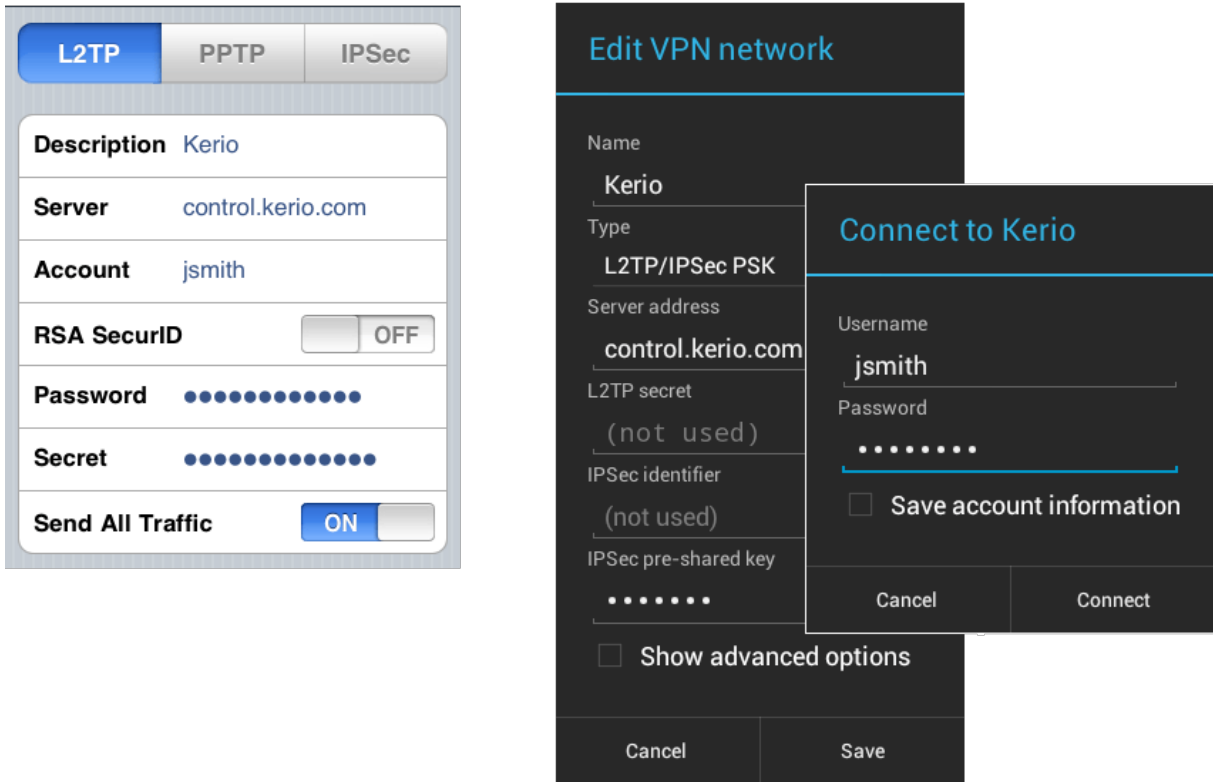 L2TP PPTP IPSec
Description Kerio
Server control.kerio.com
Account jsmith
RSA SecurID OFF
Password ••••••••••••
Secret •••••••••••••
Send All Traffic ON
Edit VPN network
Name
Kerio
Type
L2TP/IPSec PSK
Server address
control.kerio.com
L2TP secret
(not used)
IPSec identifier
(not used)
IPSec pre-shared key
•••••••
Show advanced options
Cancel Save
Connect to Kerio
Username
jsmith
Password
••••••••
Save account information
Cancel Connect